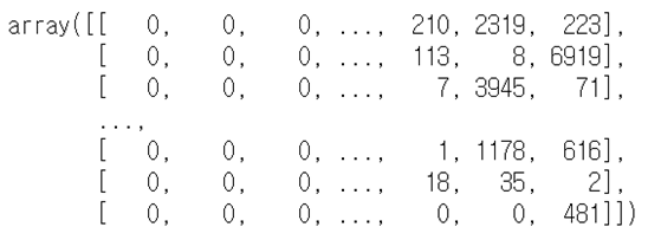 array([[   0,    0,    0, ...,  210, 2319,  223],
       [   0,    0,    0, ...,  113,    8, 6919],
       [   0,    0,    0, ...,    7, 3945,   71],
       ...,
       [   0,    0,    0, ...,    1, 1178,  616],
       [   0,    0,    0, ...,   18,   35,    2],
       [   0,    0,    0, ...,    0,    0,  481]])